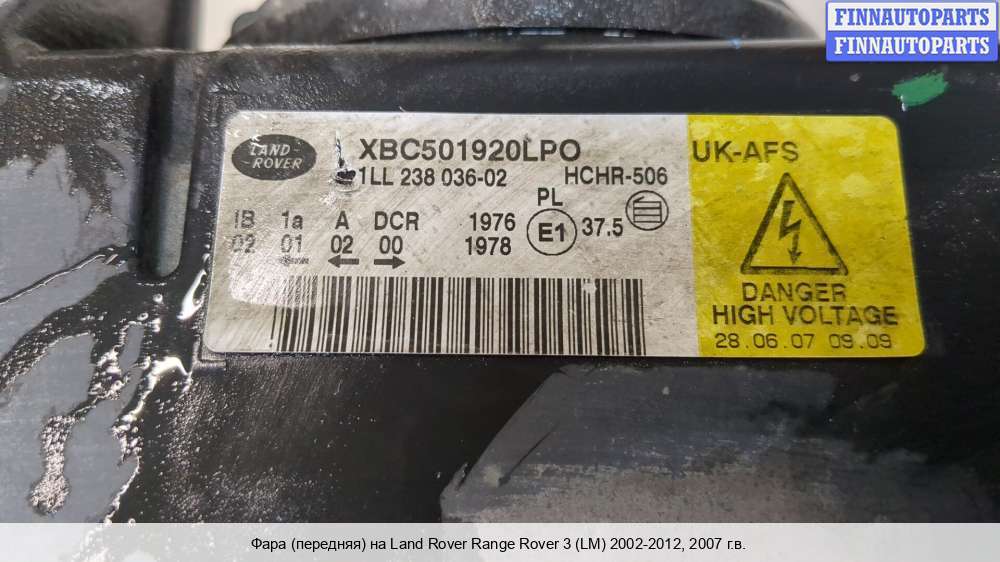 FINNAUTOPARTS
FINNAUTOPARTS
LAND-
-ROVER
XBC501920LPO
1LL 238 036-02 HCHR-506
IB 1a A DCR 1976 PL E1 37.5
02 01 02 00 1978
UK-AFS
DANGER
HIGH VOLTAGE
28.06.07 09.09
Фара (передняя) на Land Rover Range Rover 3 (LM) 2002-2012, 2007 г.в.